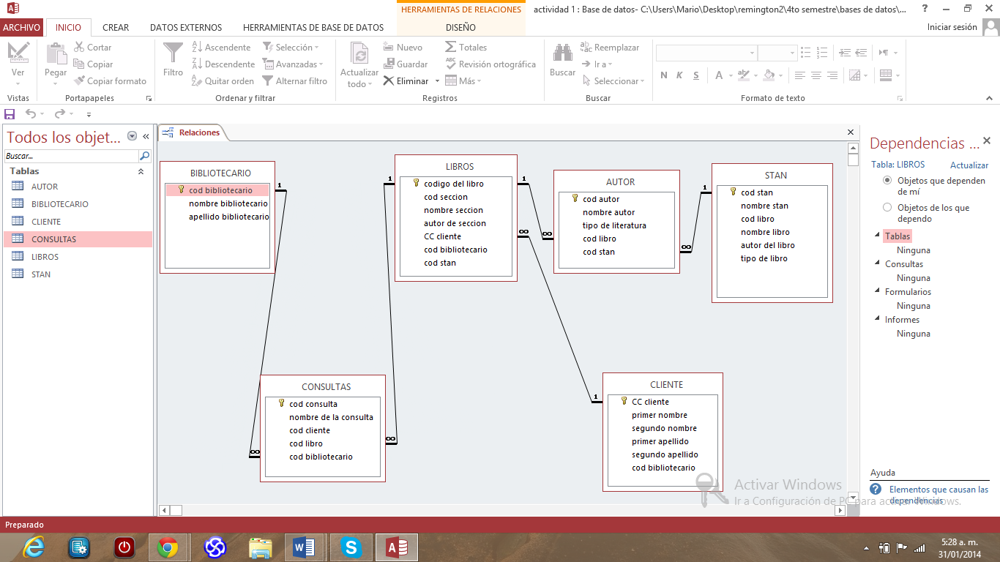 HERRAMIENTAS DE RELACIONES
actividad 1 : Base de datos- C:\Users\Mario\Desktop\remington2\4to semestre\bases de datos\...
ARCHIVO
INICIO
CREAR
DATOS EXTERNOS
HERRAMIENTAS DE BASE DE DATOS
DISEÑO
Iniciar sesión
Ver
Vistas
Pegar
Cortar
Copiar
Copiar formato
Portapapeles
Filtro
Ascendente
Descendente
Quitar orden
Selección
Avanzadas
Alternar filtro
Ordenar y filtrar
Actualizar
todo
Nuevo
Guardar
Eliminar
Totales
Revisión ortográfica
Más
Registros
Buscar
Reemplazar
Ir a
Seleccionar
Buscar
N K S A
Formato de texto
Todos los objet...
Buscar...
Tablas
AUTOR
BIBLIOTECARIO
CLIENTE
CONSULTAS
LIBROS
STAN
Relaciones
BIBLIOTECARIO
cod bibliotecario
nombre bibliotecario
apellido bibliotecario
1
∞
LIBROS
codigo del libro
cod seccion
nombre seccion
autor de seccion
CC cliente
cod bibliotecario
cod stan
1
1
∞
AUTOR
cod autor
nombre autor
tipo de literatura
cod libro
cod stan
∞
∞
STAN
cod stan
nombre stan
cod libro
nombre libro
autor del libro
tipo de libro
1
CONSULTAS
cod consulta
nombre de la consulta
cod cliente
cod libro
cod bibliotecario
∞
CLIENTE
CC cliente
primer nombre
segundo nombre
primer apellido
segundo apellido
cod bibliotecario
1
Dependencias ...
Tabla: LIBROS
Actualizar
Objetos que dependen
de mí
Objetos de los que
dependo
Tablas
Ninguna
Consultas
Ninguna
Formularios
Ninguna
Informes
Ninguna
Ayuda
Elementos que causan las
dependencias
Activar Windows
Ir a Configuración de PC para activar Windows.
Preparado
5:28 a. m.
31/01/2014